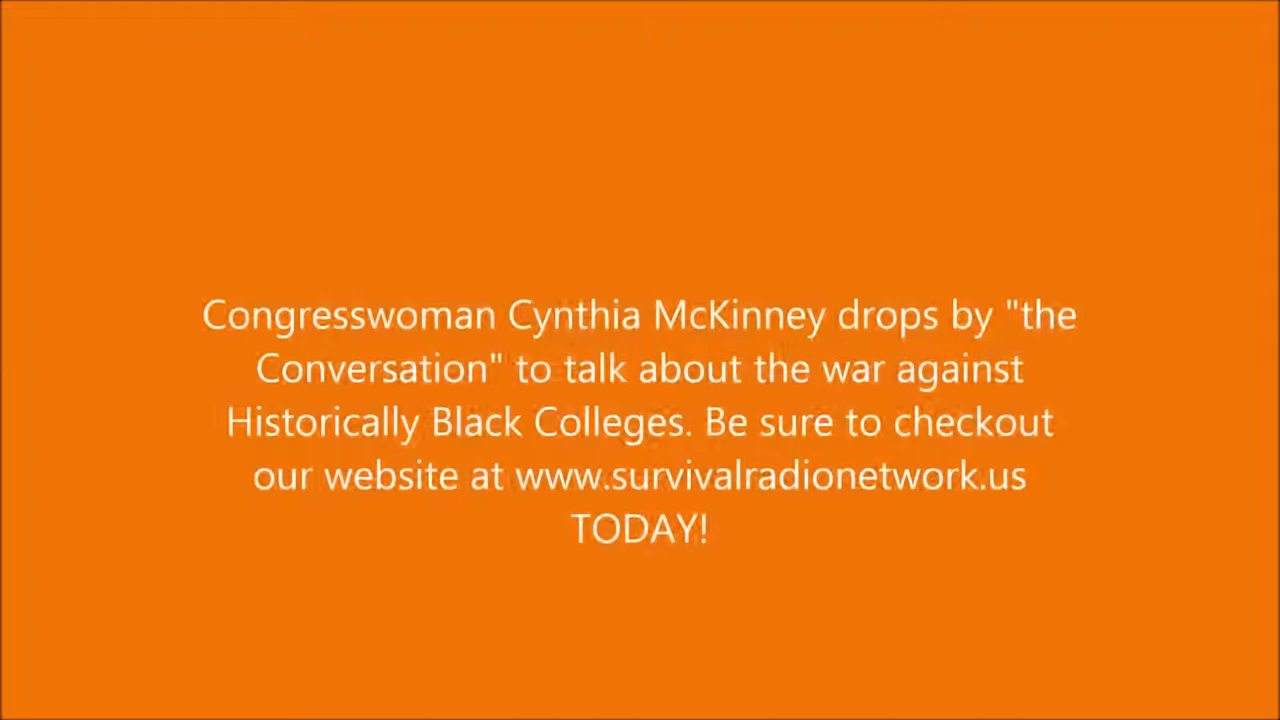 Congresswoman Cynthia McKinney drops by "the
Conversation" to talk about the war against
Historically Black Colleges. Be sure to checkout
our website at www.survivalradionetwork.us
TODAY!